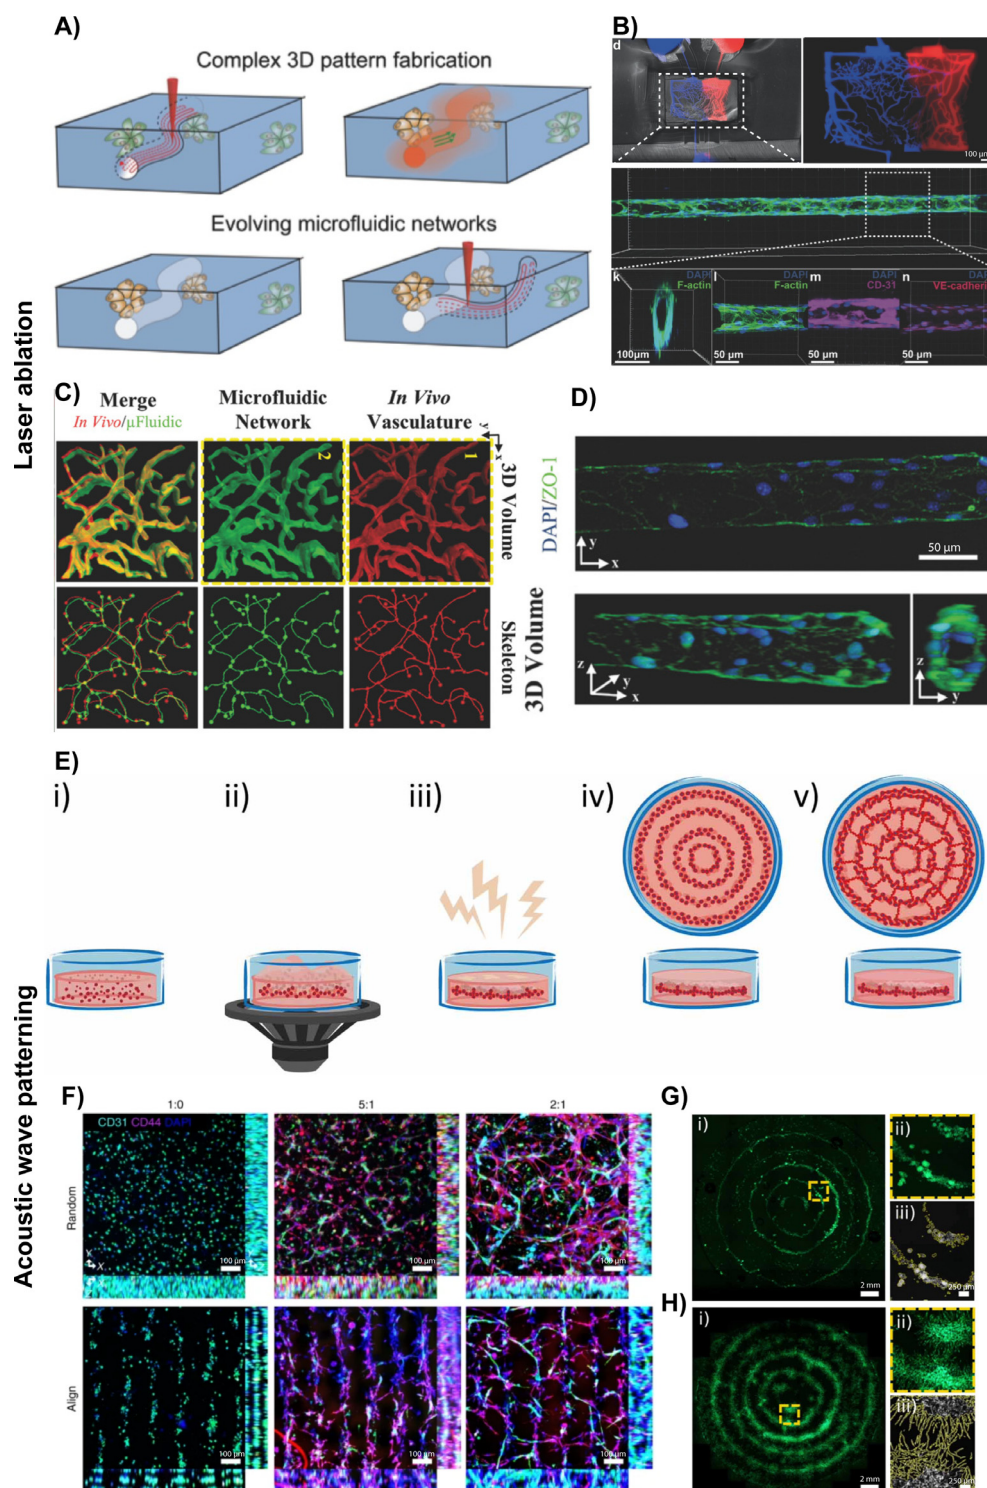 Laser ablation
A)
Complex 3D pattern fabrication
Evolving microfluidic networks
B)
d
100 µm
k
DAPI
F-actin
100µm
l
DAPI
F-actin
50 µm
m
DAPI
CD-31
50 µm
n
DAPI
VE-cadherin
50 µm
C)
Merge
In Vivo/µFluidic
Microfluidic
Network
In Vivo
Vasculature
y
x
2
1
3D Volume
Skeleton
3D Volume
D)
DAPI/ZO-1
y
x
50 µm
z
y
x
z
y
Acoustic wave patterning
E)
i)
ii)
iii)
iv)
v)
F)
1:0
5:1
2:1
CD31 CD44 DAPI
Random
Y
X
100 µm
100 µm
100 µm
Align
100 µm
100 µm
100 µm
G)
i)
2 mm
ii)
iii)
250 µm
H)
i)
2 mm
ii)
iii)
250 µm